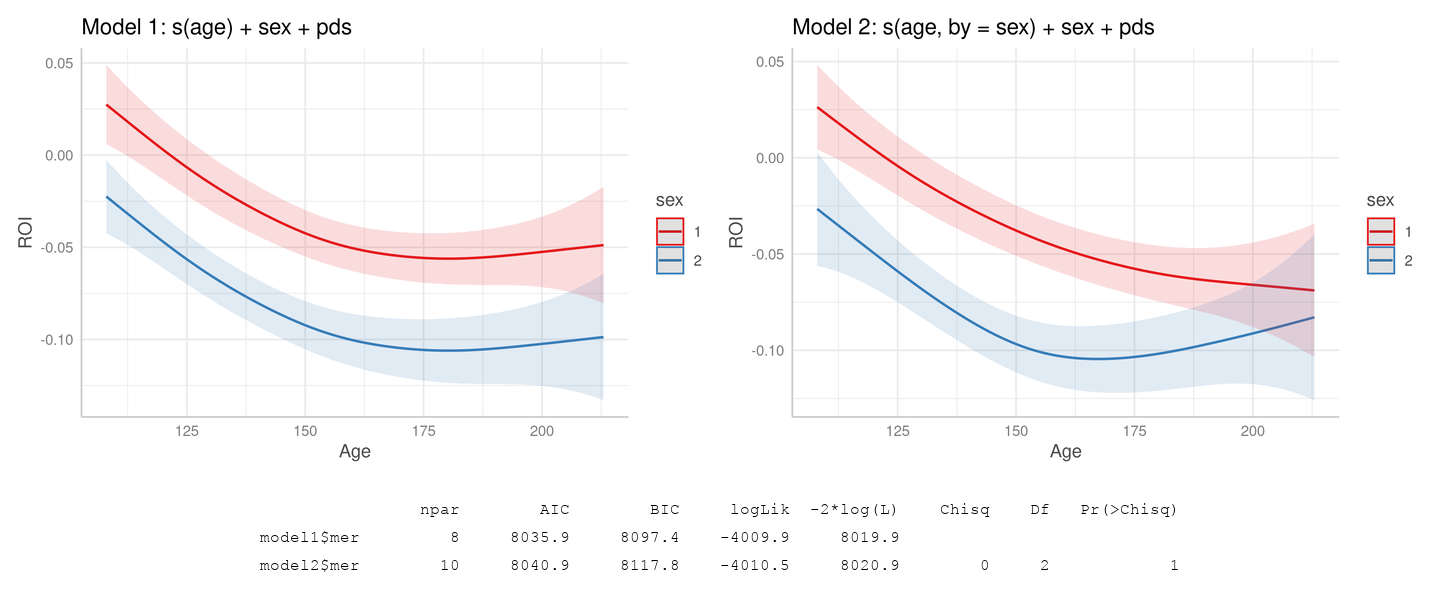 Model 1: s(age) + sex + pds
0.05
0.00
-0.05
-0.10
ROI
125 150 175 200
Age
sex
1
2
Model 2: s(age, by = sex) + sex + pds
0.05
0.00
-0.05
-0.10
ROI
125 150 175 200
Age
sex
1
2
npar AIC BIC logLik -2*log(L) Chisq Df Pr(>Chisq)
model1$mer 8 8035.9 8097.4 -4009.9 8019.9
model2$mer 10 8040.9 8117.8 -4010.5 8020.9 0 2 1